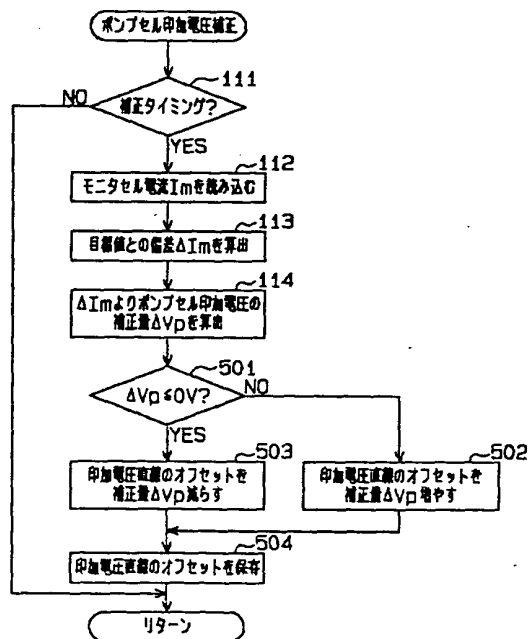 ポンプセル印加電圧補正
111
補正タイミング?
NO
YES
112
モニタセル電流Imを読み込む
113
目標値との偏差ΔImを算出
114
ΔImよりポンプセル印加電圧の
補正量ΔVpを算出
501
ΔVp≦0V?
NO
YES
503
印加電圧直線のオフセットを
補正量ΔVp減らす
502
印加電圧直線のオフセットを
補正量ΔVp増やす
504
印加電圧直線のオフセットを保存
リターン